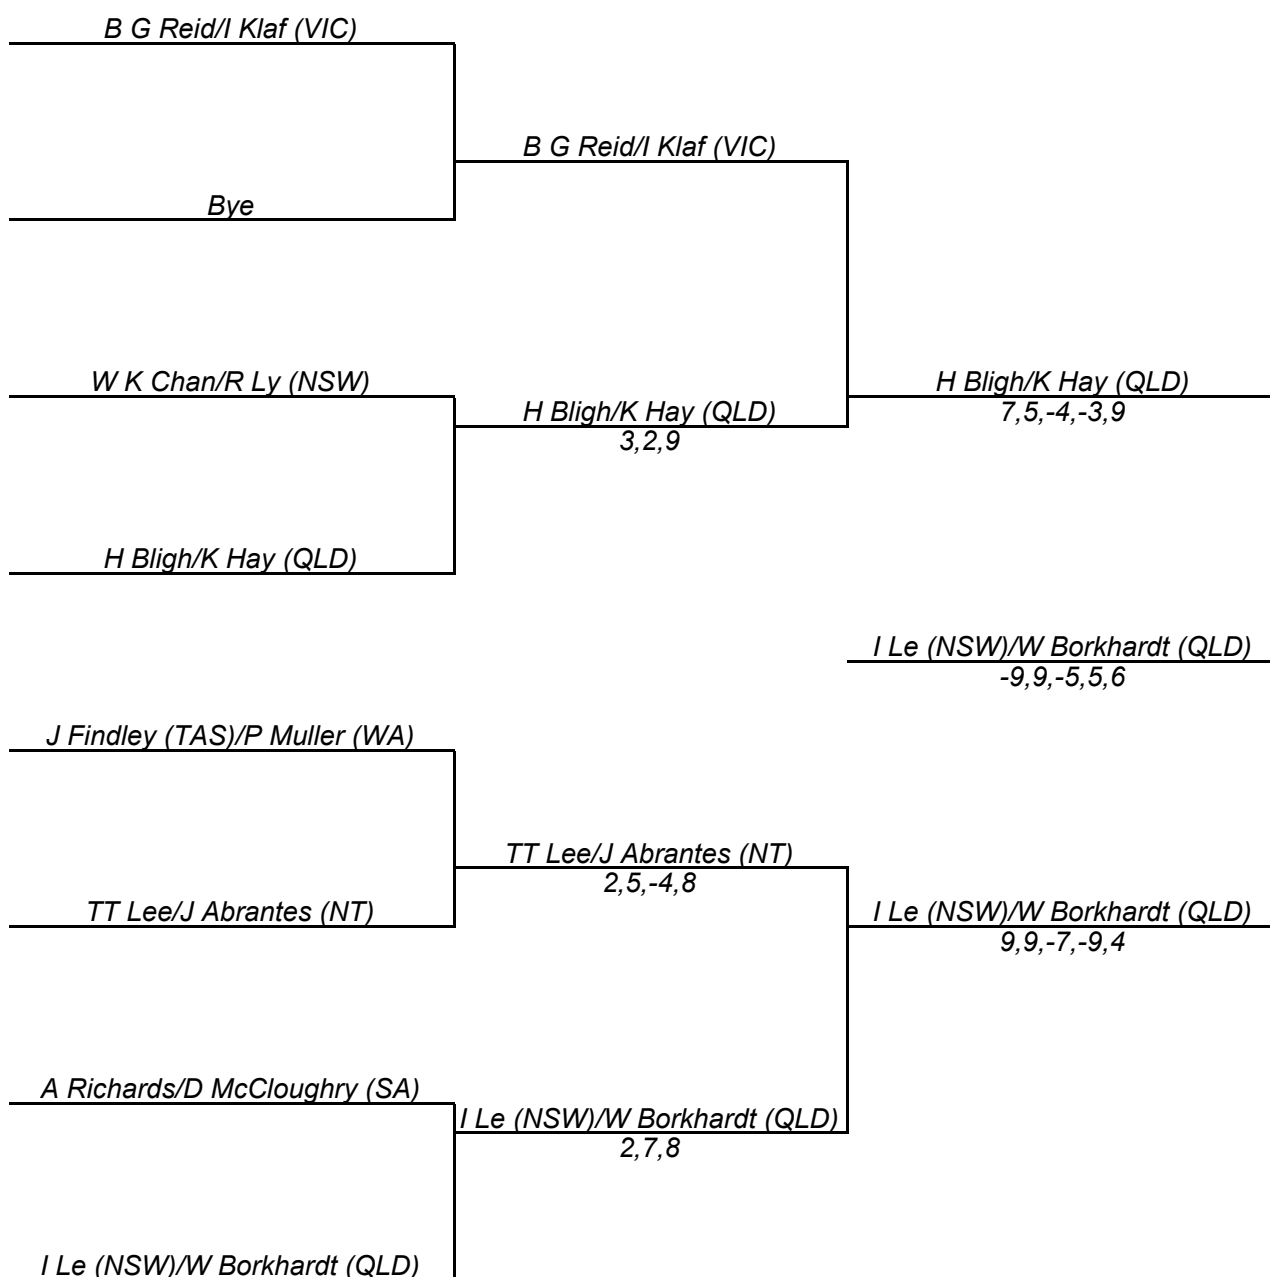 B G Reid/I Klaf (VIC)
B G Reid/I Klaf (VIC)
Bye
W K Chan/R Ly (NSW)
H Bligh/K Hay (QLD)
H Bligh/K Hay (QLD)
7,5,-4,-3,9
3,2,9
H Bligh/K Hay (QLD)
I Le (NSW)/W Borkhardt (QLD)
-9,9,-5,5,6
J Findley (TAS)/P Muller (WA)
TT Lee/J Abrantes (NT)
2,5,-4,8
TT Lee/J Abrantes (NT)
I Le (NSW)/W Borkhardt (QLD)
9,9,-7,-9,4
A Richards/D McCloughry (SA)
I Le (NSW)/W Borkhardt (QLD)
2,7,8
I Le (NSW)/W Borkhardt (QLD)